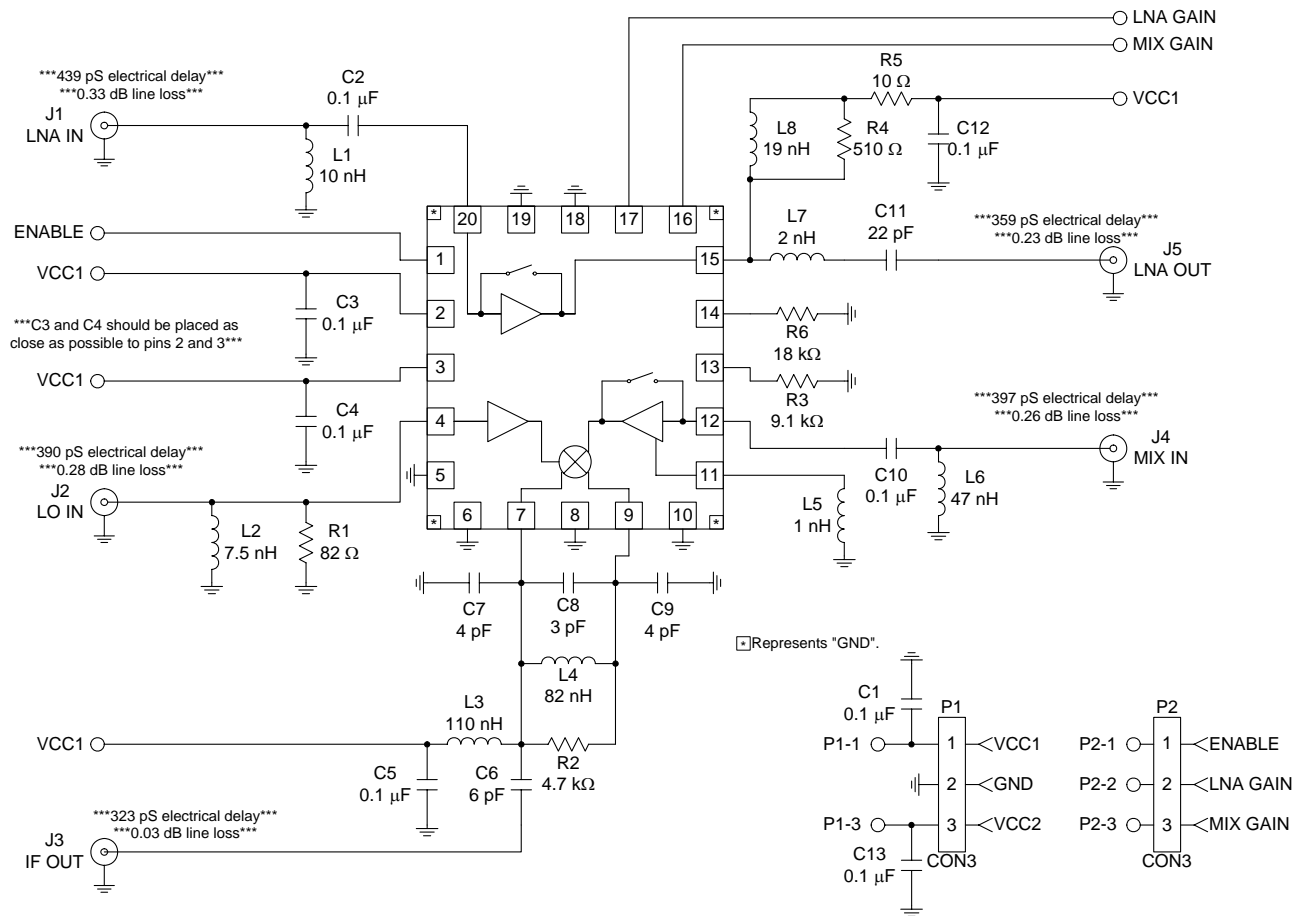 LNA GAIN
MIX GAIN
***439 pS electrical delay***
***0.33 dB line loss***
J1
LNA IN
C2
0.1 µF
L1
10 nH
R5
10 Ω
VCC1
L8
19 nH
R4
510 Ω
C12
0.1 µF
* 20 19 18 17 16 *
ENABLE
1
VCC1
2
C3
0.1 µF
***C3 and C4 should be placed as
close as possible to pins 2 and 3***
VCC1
3
C4
0.1 µF
4
***390 pS electrical delay***
***0.28 dB line loss***
J2
LO IN
L2
7.5 nH
R1
82 Ω
5
* 6 7 8 9 10 *
15
L7
2 nH
C11
22 pF
***359 pS electrical delay***
***0.23 dB line loss***
J5
LNA OUT
14
R6
18 kΩ
13
R3
9.1 kΩ
12
***397 pS electrical delay***
***0.26 dB line loss***
J4
MIX IN
C10
0.1 µF
L6
47 nH
11
L5
1 nH
C7
4 pF
C8
3 pF
C9
4 pF
L4
82 nH
L3
110 nH
VCC1
R2
4.7 kΩ
C5
0.1 µF
C6
6 pF
***323 pS electrical delay***
***0.03 dB line loss***
J3
IF OUT
* Represents "GND".
C1
0.1 µF
P1
P1-1 1 VCC1
2 GND
P1-3 3 VCC2
CON3
C13
0.1 µF
P2
P2-1 1 ENABLE
P2-2 2 LNA GAIN
P2-3 3 MIX GAIN
CON3